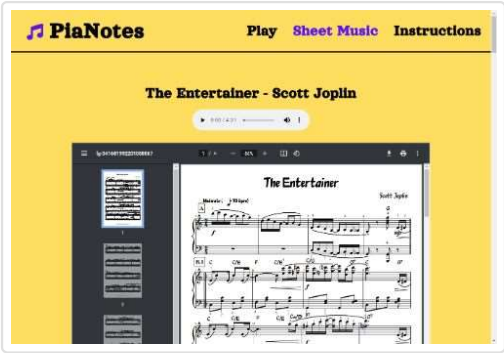 PiaNotes
Play Sheet Music Instructions
The Entertainer - Scott Joplin
The Entertainer
Scott Joplin
A